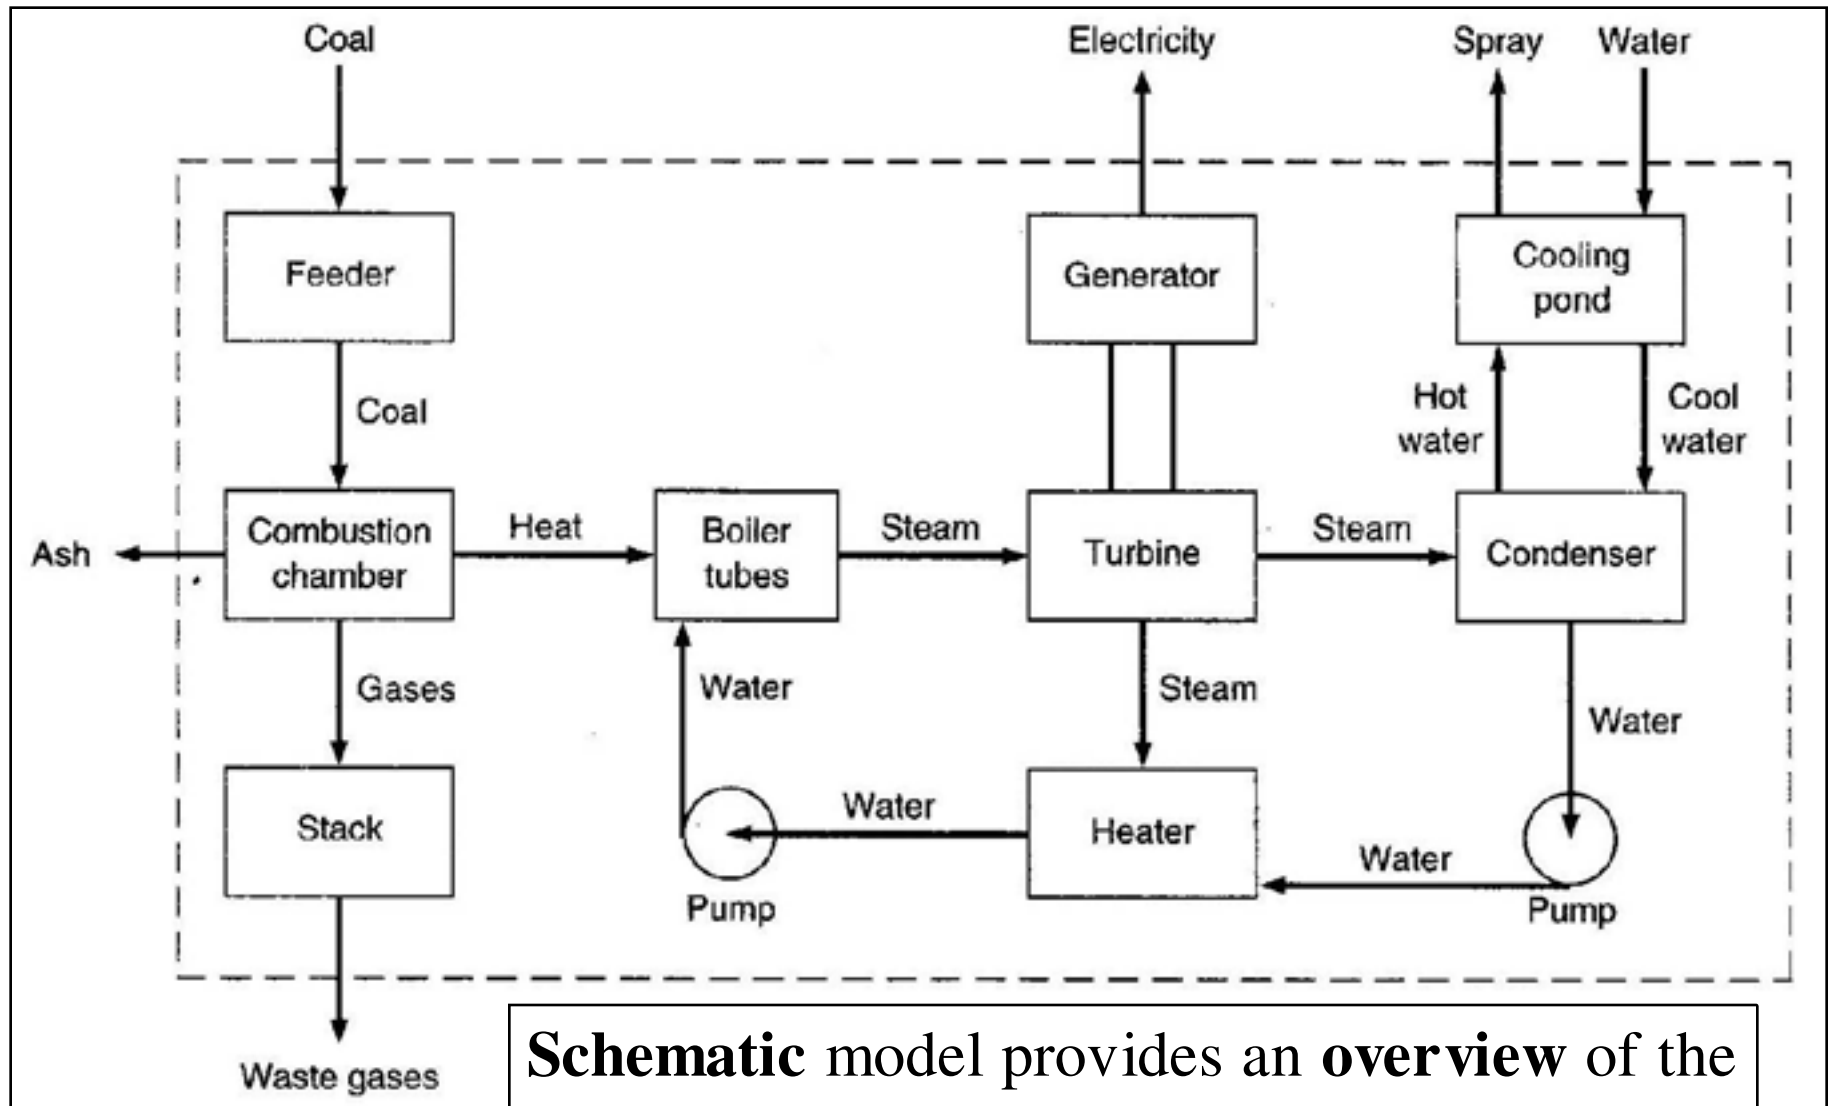 Coal
Electricity
Spray
Water
Feeder
Generator
Cooling
pond
Coal
Hot
water
Cool
water
Ash
Combustion
chamber
Heat
Boiler
tubes
Steam
Turbine
Steam
Condenser
Gases
Water
Steam
Water
Stack
Pump
Water
Heater
Water
Pump
Waste gases
Schematic model provides an overview of the